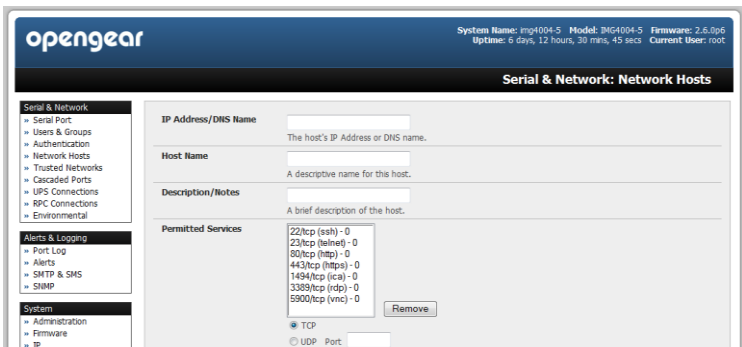 opengear
System Name: img4004-5 Model: IMG4004-5 Firmware: 2.6.0p6
Uptime: 6 days, 12 hours, 30 mins, 45 secs Current User: root
Serial & Network: Network Hosts
Serial & Network
» Serial Port
» Users & Groups
» Authentication
» Network Hosts
» Trusted Networks
» Cascaded Ports
» UPS Connections
» RPC Connections
» Environmental
Alerts & Logging
» Port Log
» Alerts
» SMTP & SMS
» SNMP
System
» Administration
» Firmware
» IP
IP Address/DNS Name
The host's IP Address or DNS name.
Host Name
A descriptive name for this host.
Description/Notes
A brief description of the host.
Permitted Services
22/tcp (ssh) - 0
23/tcp (telnet) - 0
80/tcp (http) - 0
443/tcp (https) - 0
1494/tcp (ica) - 0
3389/tcp (rdp) - 0
5900/tcp (vnc) - 0
Remove
TCP
UDP Port